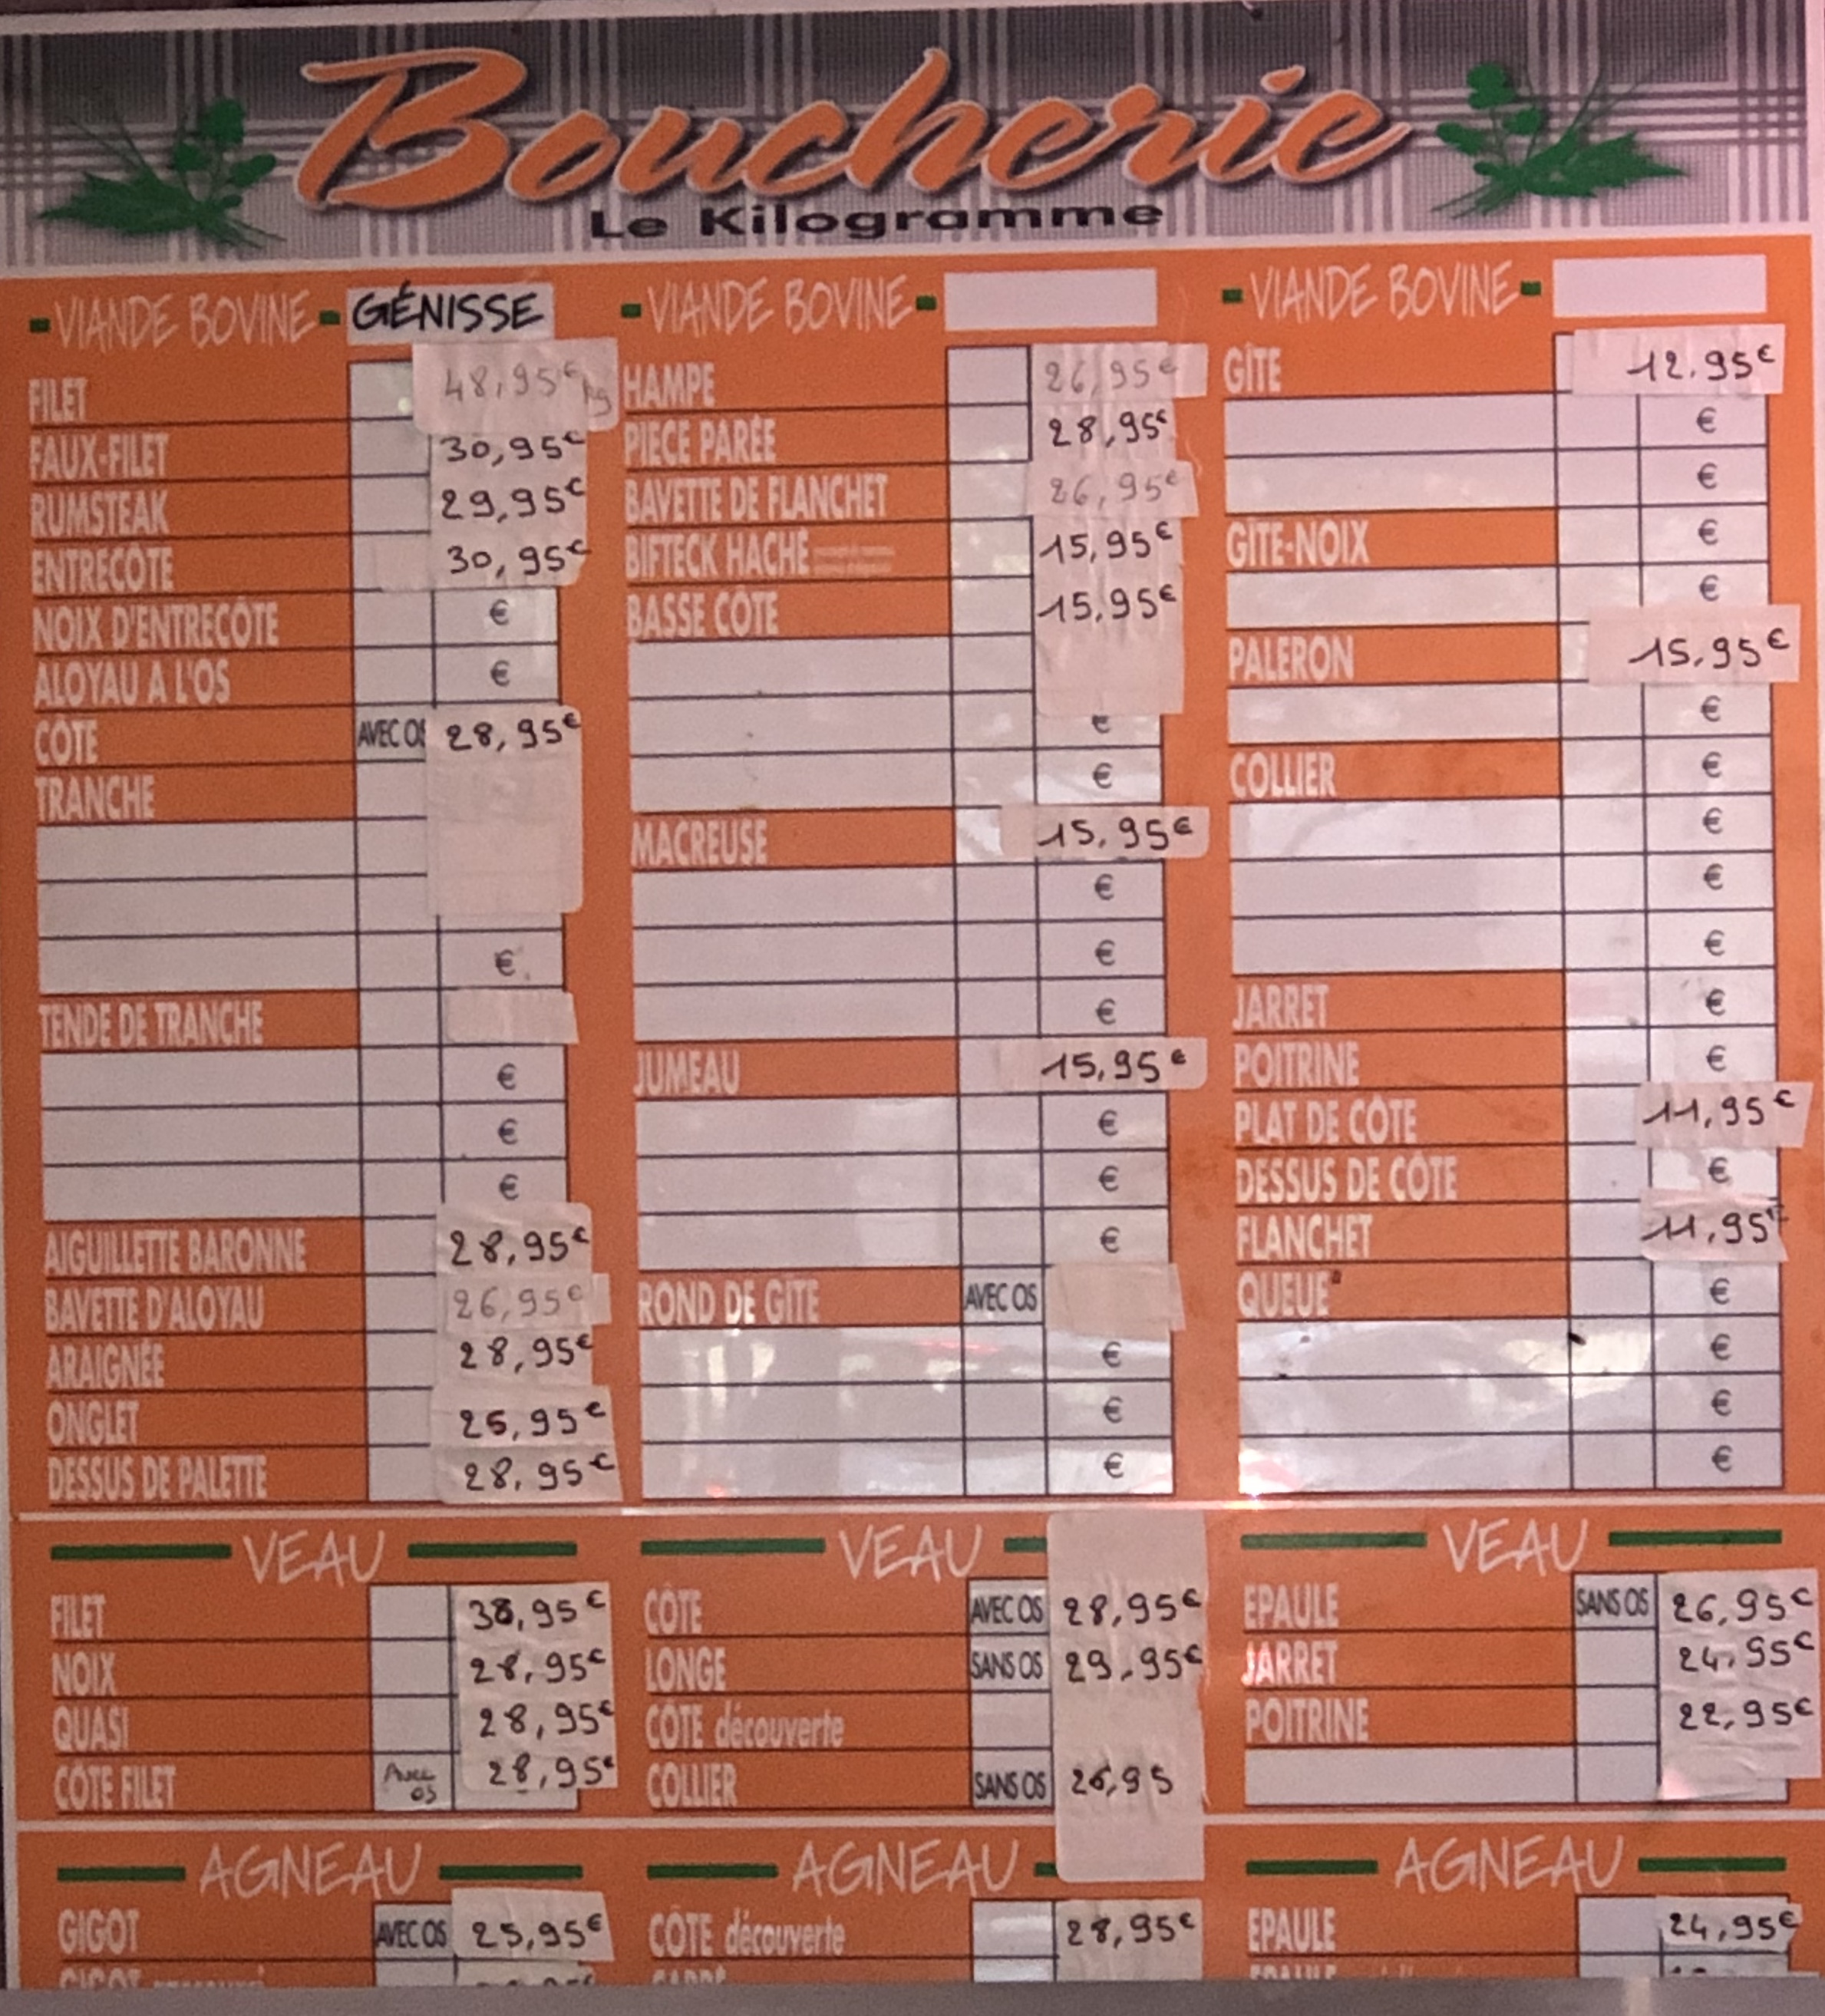 Boucherie
Le Kilogramme
VIANDE BOVINE GÉNISSE
FILET 48,95€ kg
FAUX-FILET 30,95€
RUMSTEAK 29,95€
ENTRECÔTE 30,95€
NOIX D'ENTRECÔTE €
ALOYAU A L'OS €
CÔTE AVEC OS 28,95€
TRANCHE
€
TENDE DE TRANCHE
€
€
€
AIGUILLETTE BARONNE 28,95€
BAVETTE D'ALOYAU 26,95€
ARAIGNÉE 28,95€
ONGLET 26,95€
DESSUS DE PALETTE 28,95€
VIANDE BOVINE
HAMPE 26,95€
PIECE PARÉE 28,95€
BAVETTE DE FLANCHET 26,95€
BIFTECK HACHÉ 15,95€
BASSE CÔTE 15,95€
€
€
MACREUSE 15,95€
€
€
€
JUMEAU 15,95€
€
€
€
ROND DE GITE AVEC OS
€
€
€
VIANDE BOVINE
GÎTE 12,95€
€
€
GÎTE-NOIX €
€
PALERON 15,95€
€
COLLIER €
€
€
€
JARRET €
POITRINE €
PLAT DE CÔTE 11,95€
DESSUS DE CÔTE €
FLANCHET 11,95€
QUEUE €
€
€
€
VEAU
FILET 38,95€
NOIX 28,95€
QUASI 28,95€
CÔTE FILET Avec os 28,95€
VEAU
CÔTE AVEC OS 28,95€
LONGE SANS OS 29,95€
CÔTE découverte
COLLIER SANS OS 26,95
VEAU
EPAULE SANS OS 26,95€
JARRET 24,95€
POITRINE 22,95€
AGNEAU
GIGOT AVEC OS 25,95€
GIGOT
AGNEAU
CÔTE découverte 28,95€
CARRÉ
AGNEAU
EPAULE 24,95€
EPAULE